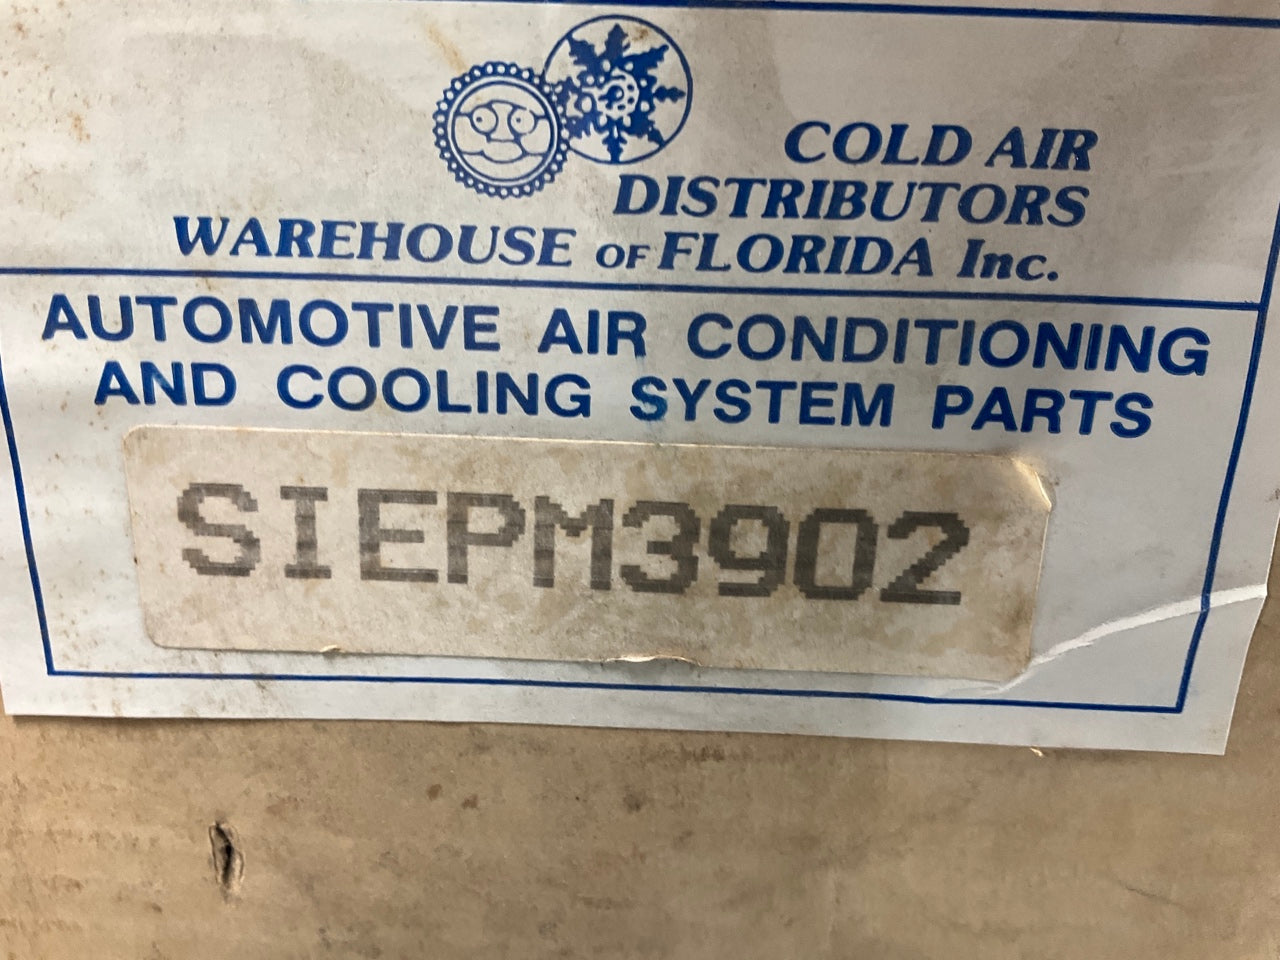 COLD AIR
DISTRIBUTORS
WAREHOUSE OF FLORIDA Inc.
AUTOMOTIVE AIR CONDITIONING
AND COOLING SYSTEM PARTS
SIEPM3902